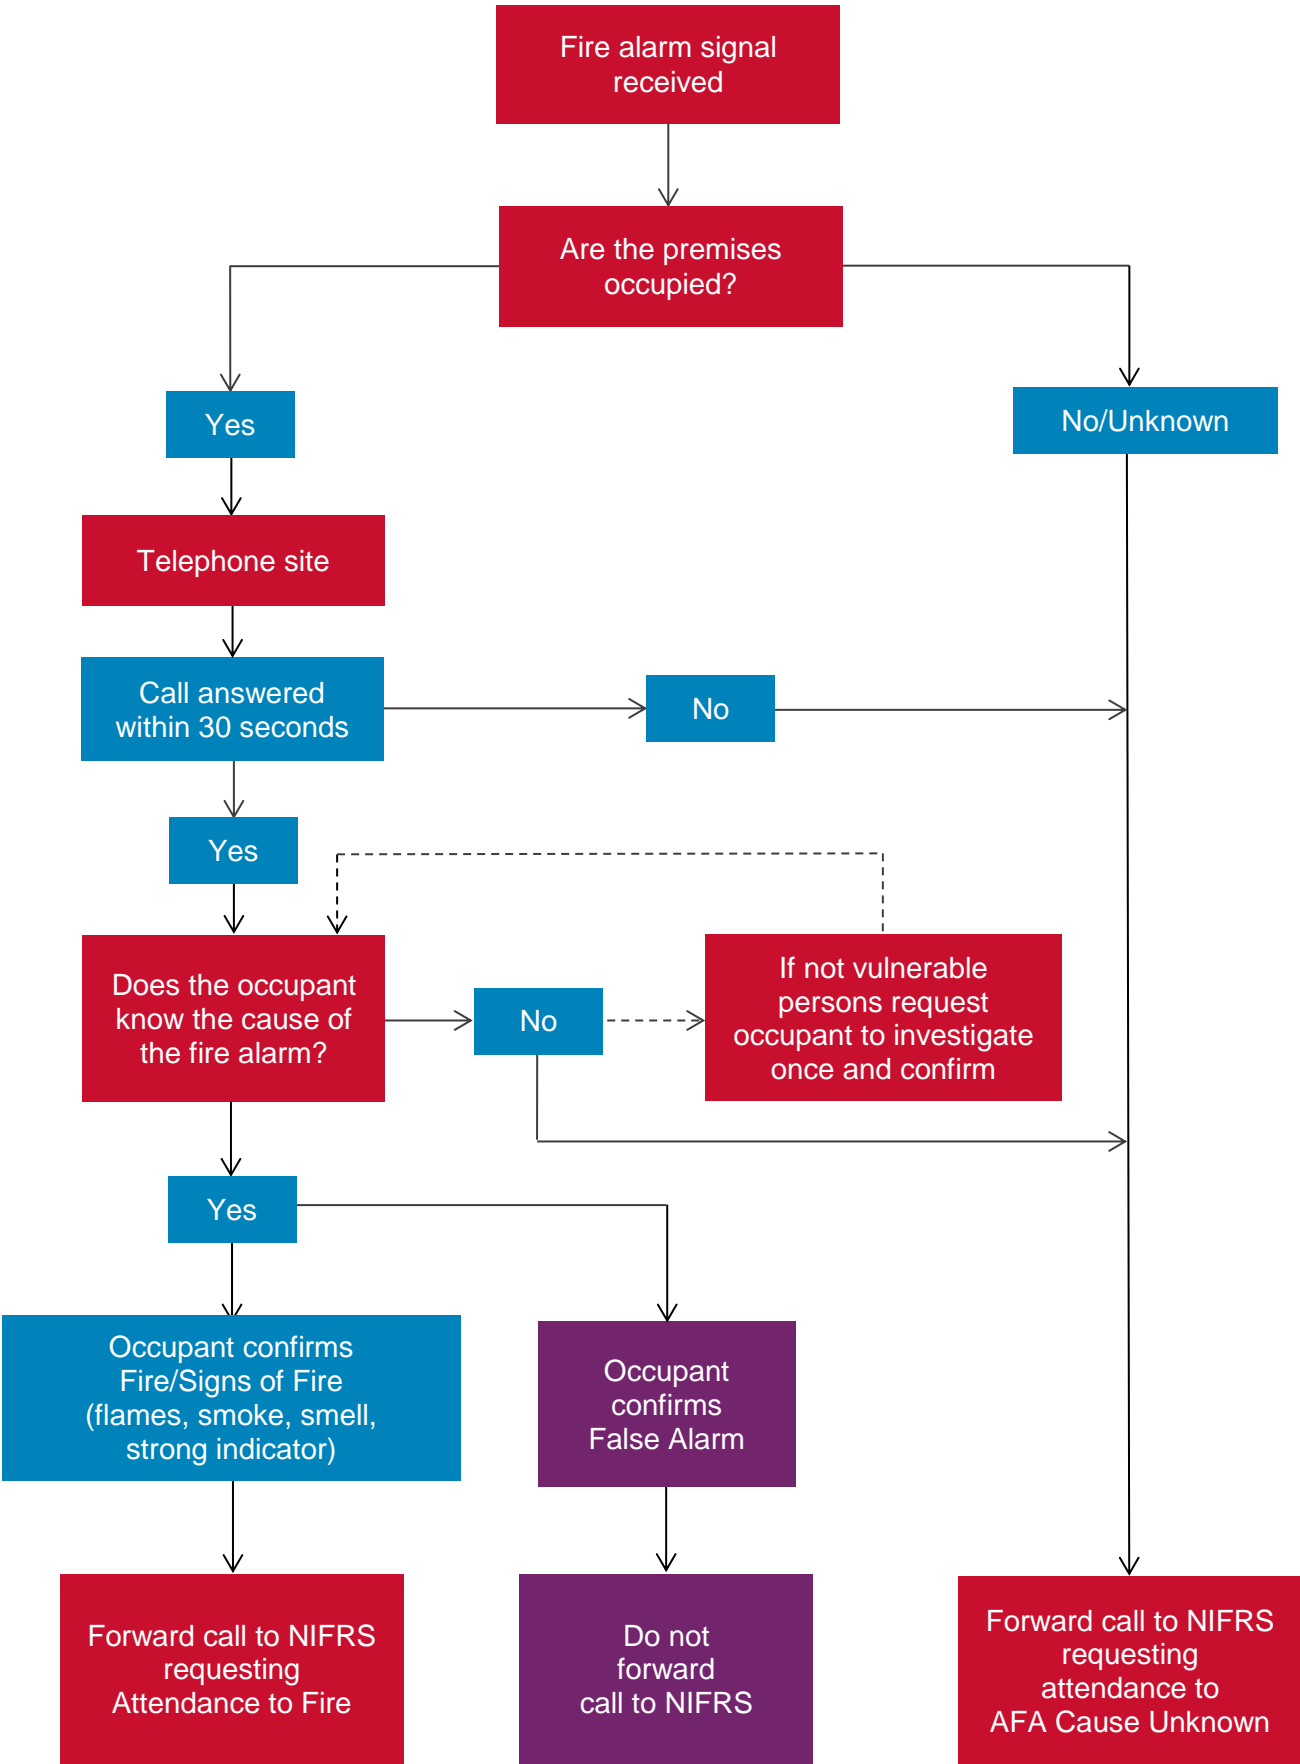 Fire alarm signal
received
Are the premises
occupied?
Yes
No/Unknown
Telephone site
Call answered
within 30 seconds
No
Yes
Does the occupant
know the cause of
the fire alarm?
No
If not vulnerable
persons request
occupant to investigate
once and confirm
Yes
Occupant confirms
Fire/Signs of Fire
(flames, smoke, smell,
strong indicator)
Occupant
confirms
False Alarm
Forward call to NIFRS
requesting
Attendance to Fire
Do not
forward
call to NIFRS
Forward call to NIFRS
requesting
attendance to
AFA Cause Unknown